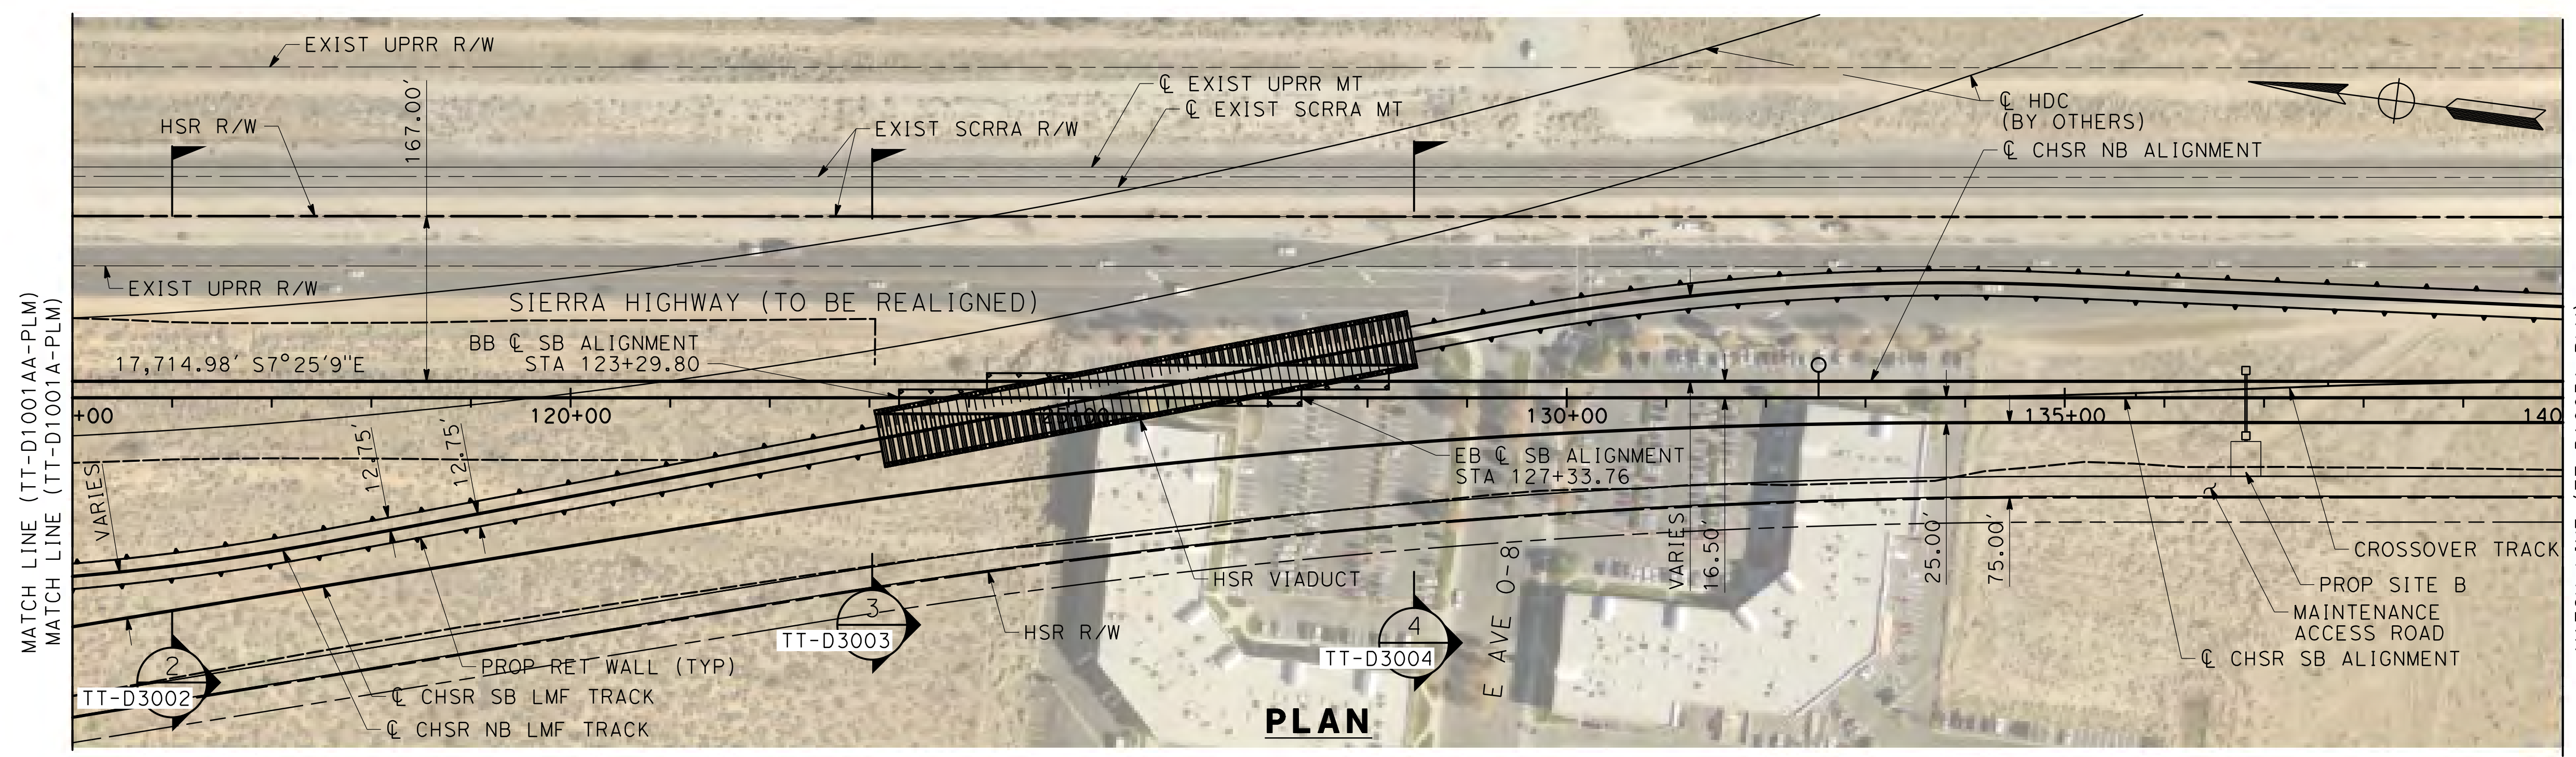 EXIST UPRR R/W
HSR R/W
167.00'
℄ EXIST UPRR MT
℄ EXIST SCRRA MT
EXIST SCRRA R/W
℄ HDC
(BY OTHERS)
℄ CHSR NB ALIGNMENT
EXIST UPRR R/W
SIERRA HIGHWAY (TO BE REALIGNED)
BB ℄ SB ALIGNMENT
STA 123+29.80
17,714.98' S7°25'9"E
+00
120+00
130+00
135+00
140
MATCH LINE (TT-D1001AA-PLM)
MATCH LINE (TT-D1001A-PLM)
VARIES
12.75'
12.75'
EB ℄ SB ALIGNMENT
STA 127+33.76
VARIES
16.50'
25.00'
75.00'
E AVE O-8
HSR VIADUCT
HSR R/W
CROSSOVER TRACK
PROP SITE B
MAINTENANCE
ACCESS ROAD
℄ CHSR SB ALIGNMENT
2
TT-D3002
3
TT-D3003
4
TT-D3004
PROP RET WALL (TYP)
℄ CHSR SB LMF TRACK
℄ CHSR NB LMF TRACK
PLAN